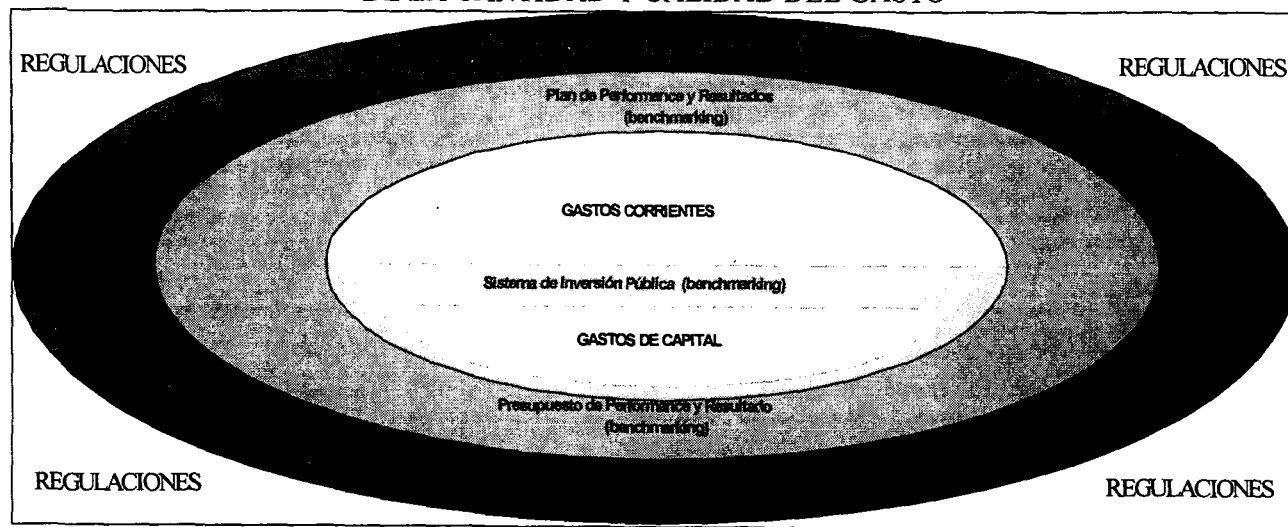 REGULACIONES
REGULACIONES
Plan de Performance y Resultados
(benchmarking)
GASTOS CORRIENTES
Sistema de Inversión Pública (benchmarking)
GASTOS DE CAPITAL
Presupuesto de Performance y Resultado
(benchmarking)
REGULACIONES
REGULACIONES